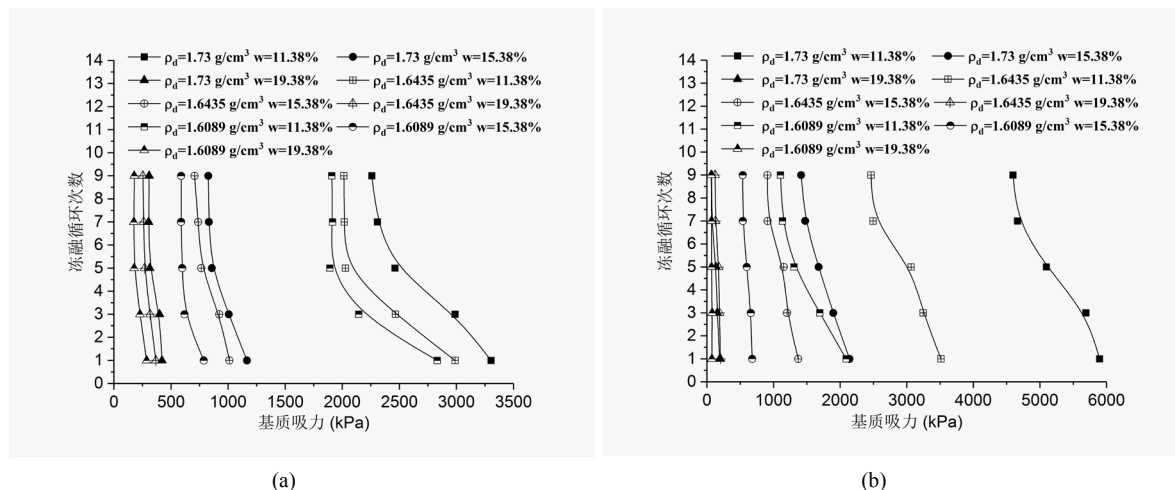 14
13
12
11
10
9
8
7
6
5
4
3
2
1
0
冻融循环次数
ρd=1.73 g/cm³ w=11.38% ρd=1.73 g/cm³ w=15.38%
ρd=1.73 g/cm³ w=19.38% ρd=1.6435 g/cm³ w=11.38%
ρd=1.6435 g/cm³ w=15.38% ρd=1.6435 g/cm³ w=19.38%
ρd=1.6089 g/cm³ w=11.38% ρd=1.6089 g/cm³ w=15.38%
ρd=1.6089 g/cm³ w=19.38%
0 500 1000 1500 2000 2500 3000 3500
基质吸力 (kPa)
(a)
14
13
12
11
10
9
8
7
6
5
4
3
2
1
0
冻融循环次数
ρd=1.73 g/cm³ w=11.38% ρd=1.73 g/cm³ w=15.38%
ρd=1.73 g/cm³ w=19.38% ρd=1.6435 g/cm³ w=11.38%
ρd=1.6435 g/cm³ w=15.38% ρd=1.6435 g/cm³ w=19.38%
ρd=1.6089 g/cm³ w=11.38% ρd=1.6089 g/cm³ w=15.38%
ρd=1.6089 g/cm³ w=19.38%
0 1000 2000 3000 4000 5000 6000
基质吸力 (kPa)
(b)